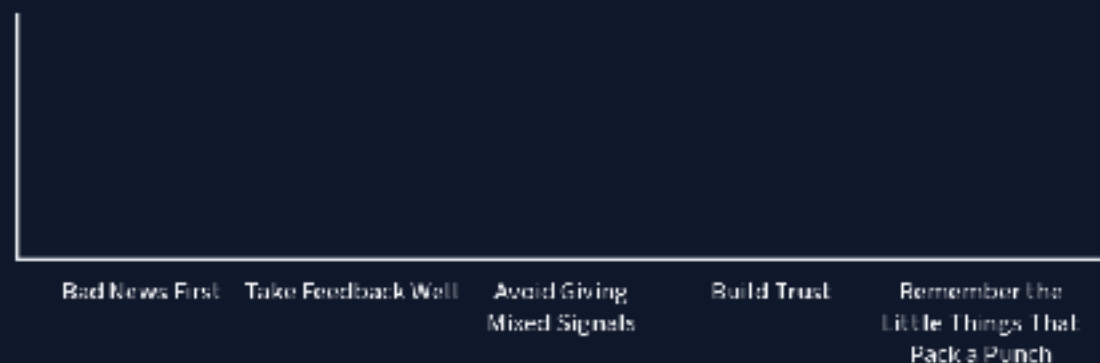 Bad News First
Take Feedback Well
Avoid Giving
Mixed Signals
Build Trust
Remember the
Little Things That
Pack a Punch